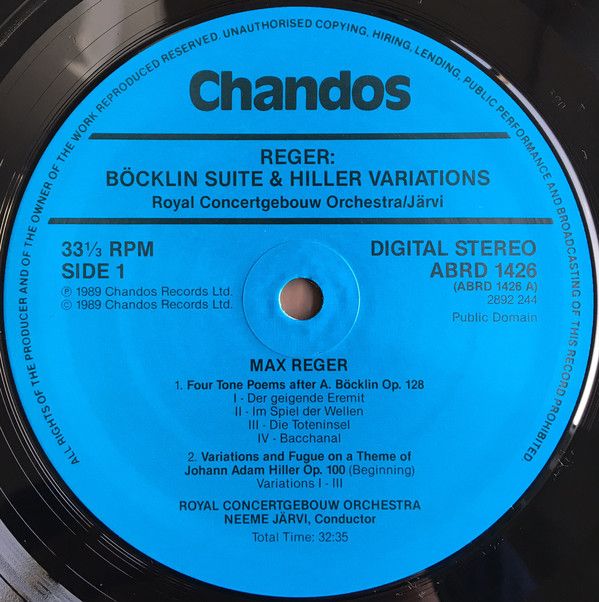 ALL RIGHTS OF THE PRODUCER AND OF THE OWNER OF THE WORK REPRODUCED RESERVED. UNAUTHORISED COPYING, HIRING, LENDING, PUBLIC PERFORMANCE AND BROADCASTING OF THIS RECORD PROHIBITED
Chandos
REGER:
BÖCKLIN SUITE & HILLER VARIATIONS
Royal Concertgebouw Orchestra/Järvi
33⅓ RPM
SIDE 1
℗ 1989 Chandos Records Ltd.
© 1989 Chandos Records Ltd.
DIGITAL STEREO
ABRD 1426
(ABRD 1426 A)
2892 244
Public Domain
MAX REGER
1. Four Tone Poems after A. Böcklin Op. 128
I - Der geigende Eremit
II - Im Spiel der Wellen
III - Die Toteninsel
IV - Bacchanal
2. Variations and Fugue on a Theme of
Johann Adam Hiller Op. 100 (Beginning)
Variations I - III
ROYAL CONCERTGEBOUW ORCHESTRA
NEEME JÄRVI, Conductor
Total Time: 32:35